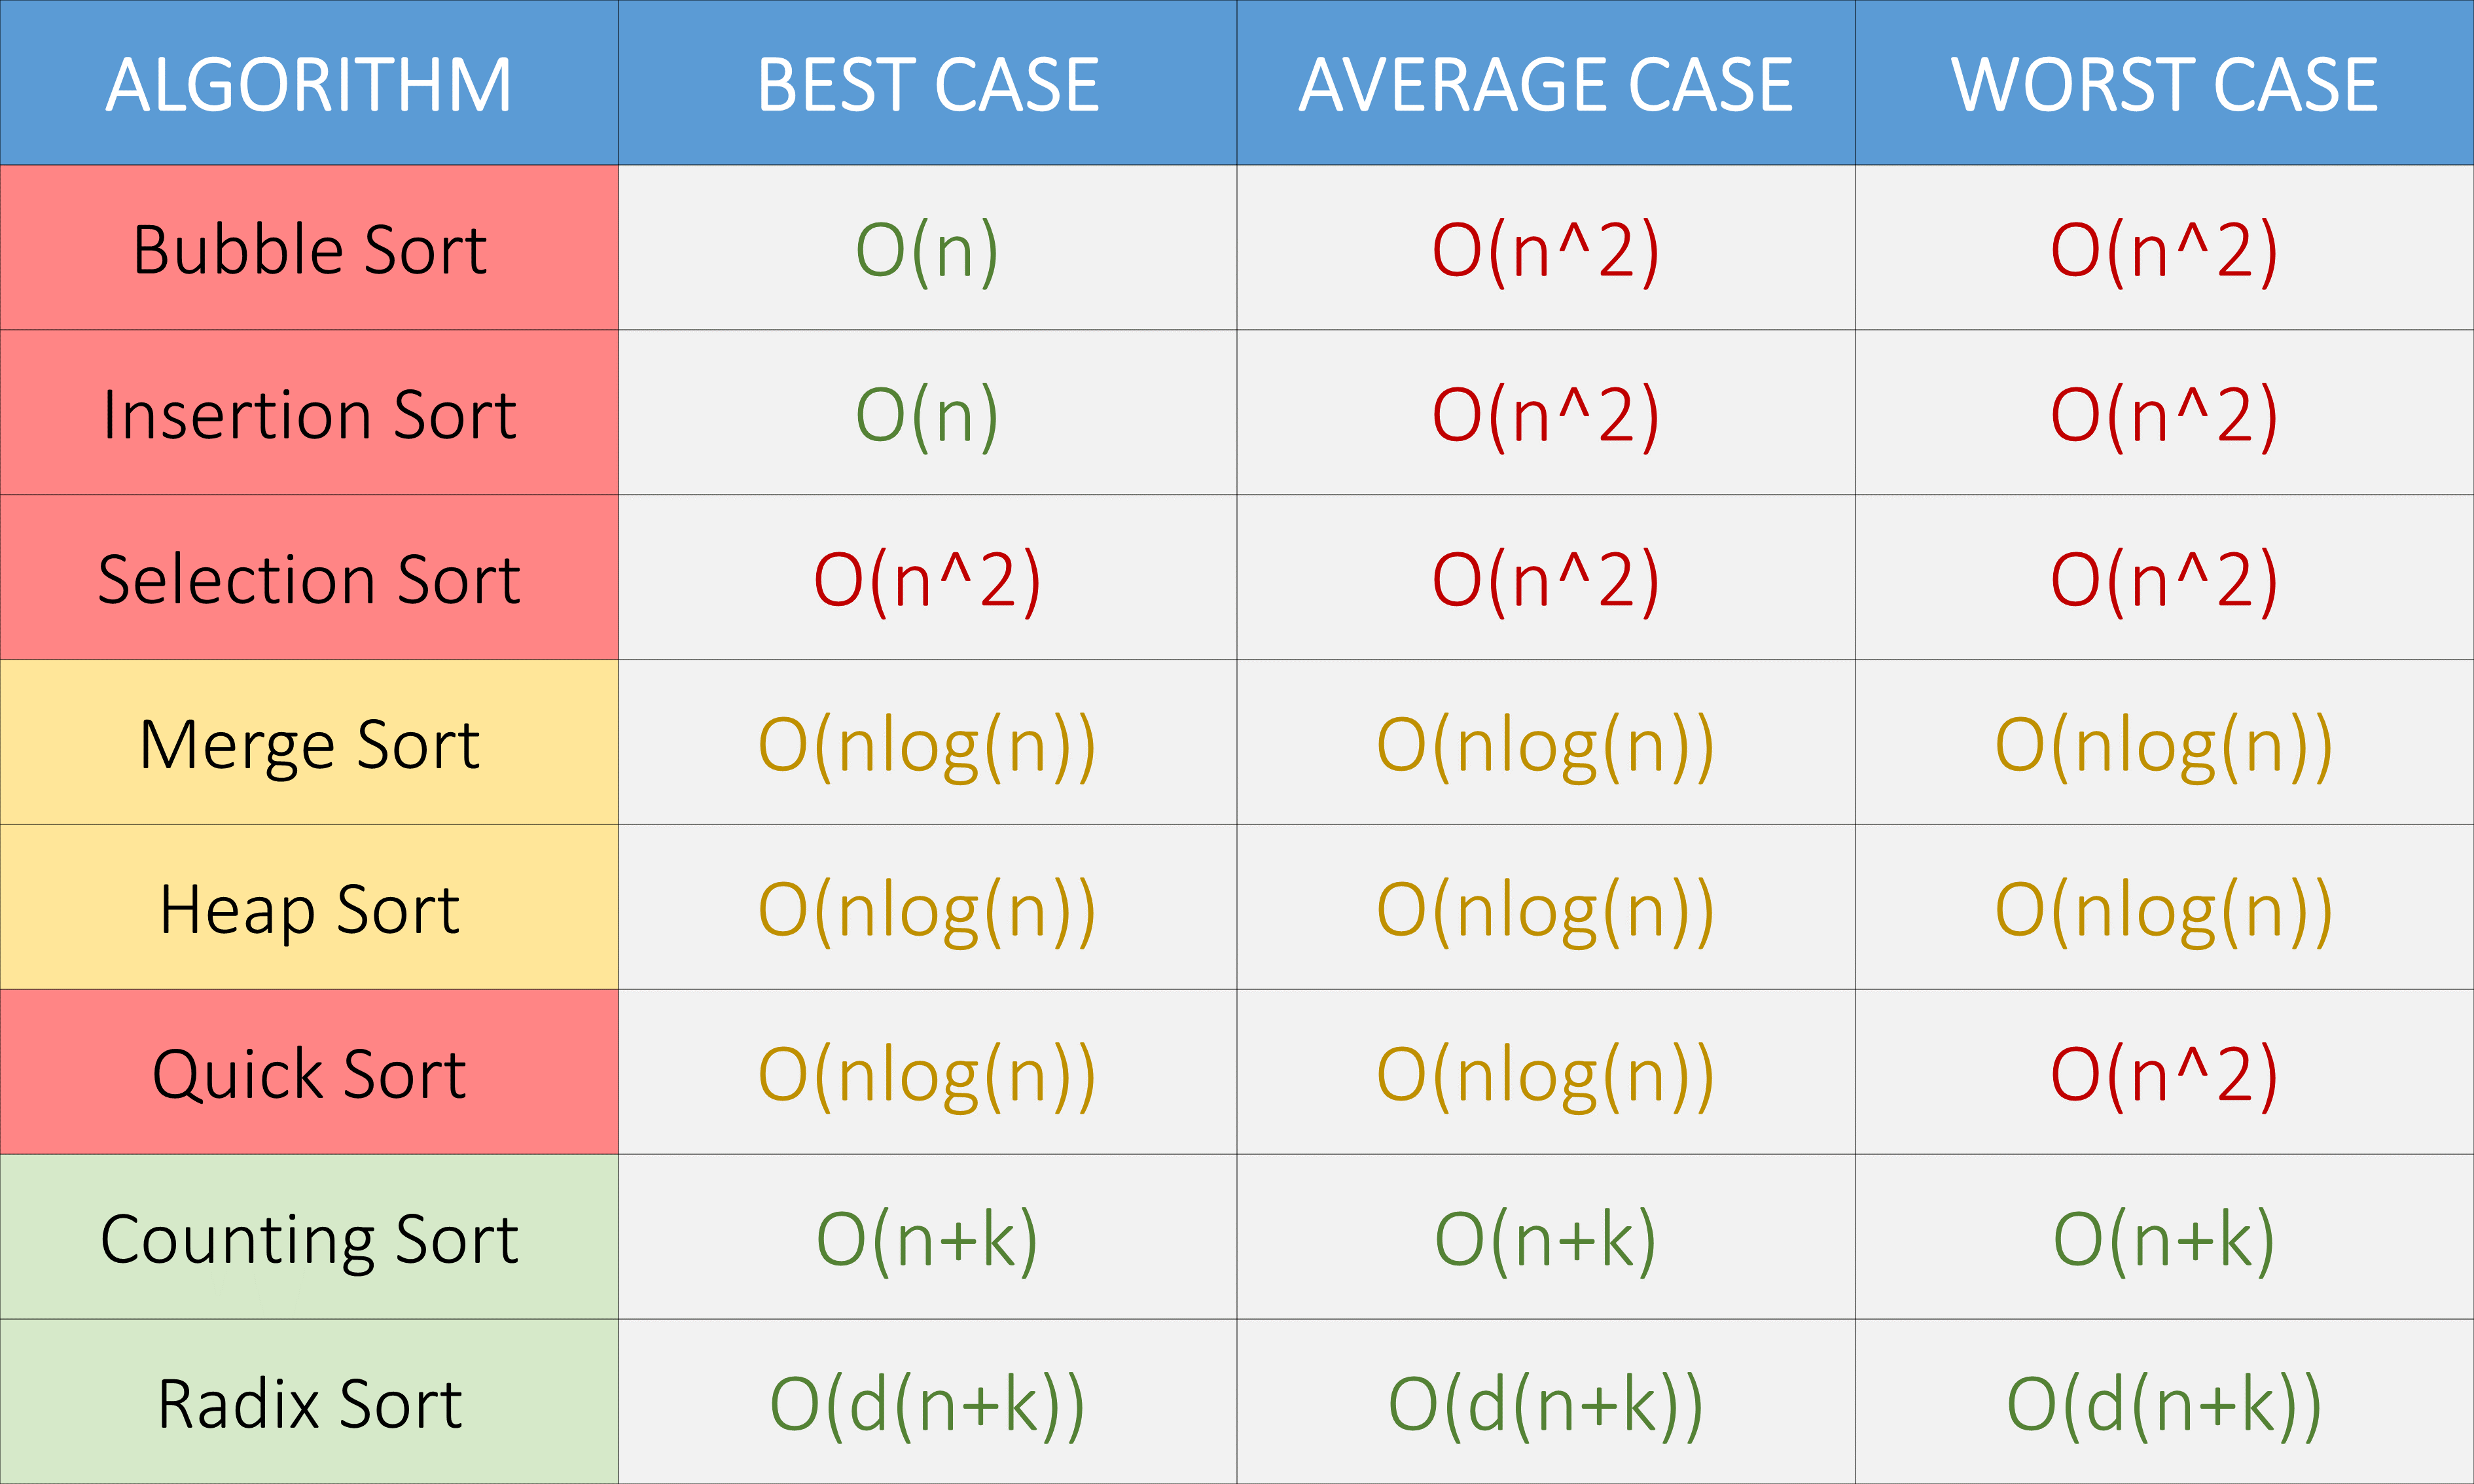 ALGORITHM BEST CASE AVERAGE CASE WORST CASE
Bubble Sort O(n) O(n^2) O(n^2)
Insertion Sort O(n) O(n^2) O(n^2)
Selection Sort O(n^2) O(n^2) O(n^2)
Merge Sort O(nlog(n)) O(nlog(n)) O(nlog(n))
Heap Sort O(nlog(n)) O(nlog(n)) O(nlog(n))
Quick Sort O(nlog(n)) O(nlog(n)) O(n^2)
Counting Sort O(n+k) O(n+k) O(n+k)
Radix Sort O(d(n+k)) O(d(n+k)) O(d(n+k))